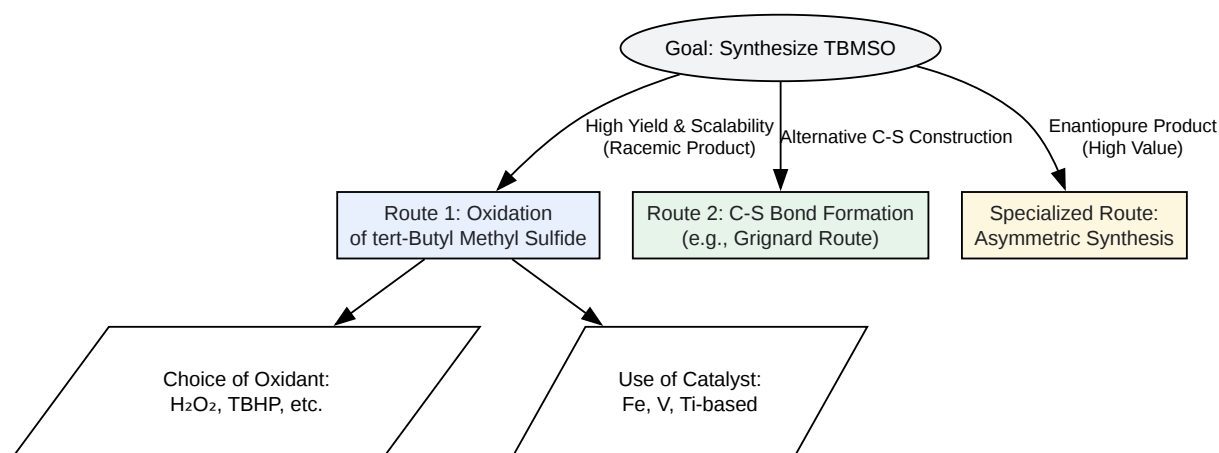 Goal: Synthesize TBMSO
High Yield & Scalability
(Racemic Product)
Alternative C-S Construction
Enantiopure Product
(High Value)
Route 1: Oxidation
of tert-Butyl Methyl Sulfide
Route 2: C-S Bond Formation
(e.g., Grignard Route)
Specialized Route:
Asymmetric Synthesis
Choice of Oxidant:
H₂O₂, TBHP, etc.
Use of Catalyst:
Fe, V, Ti-based